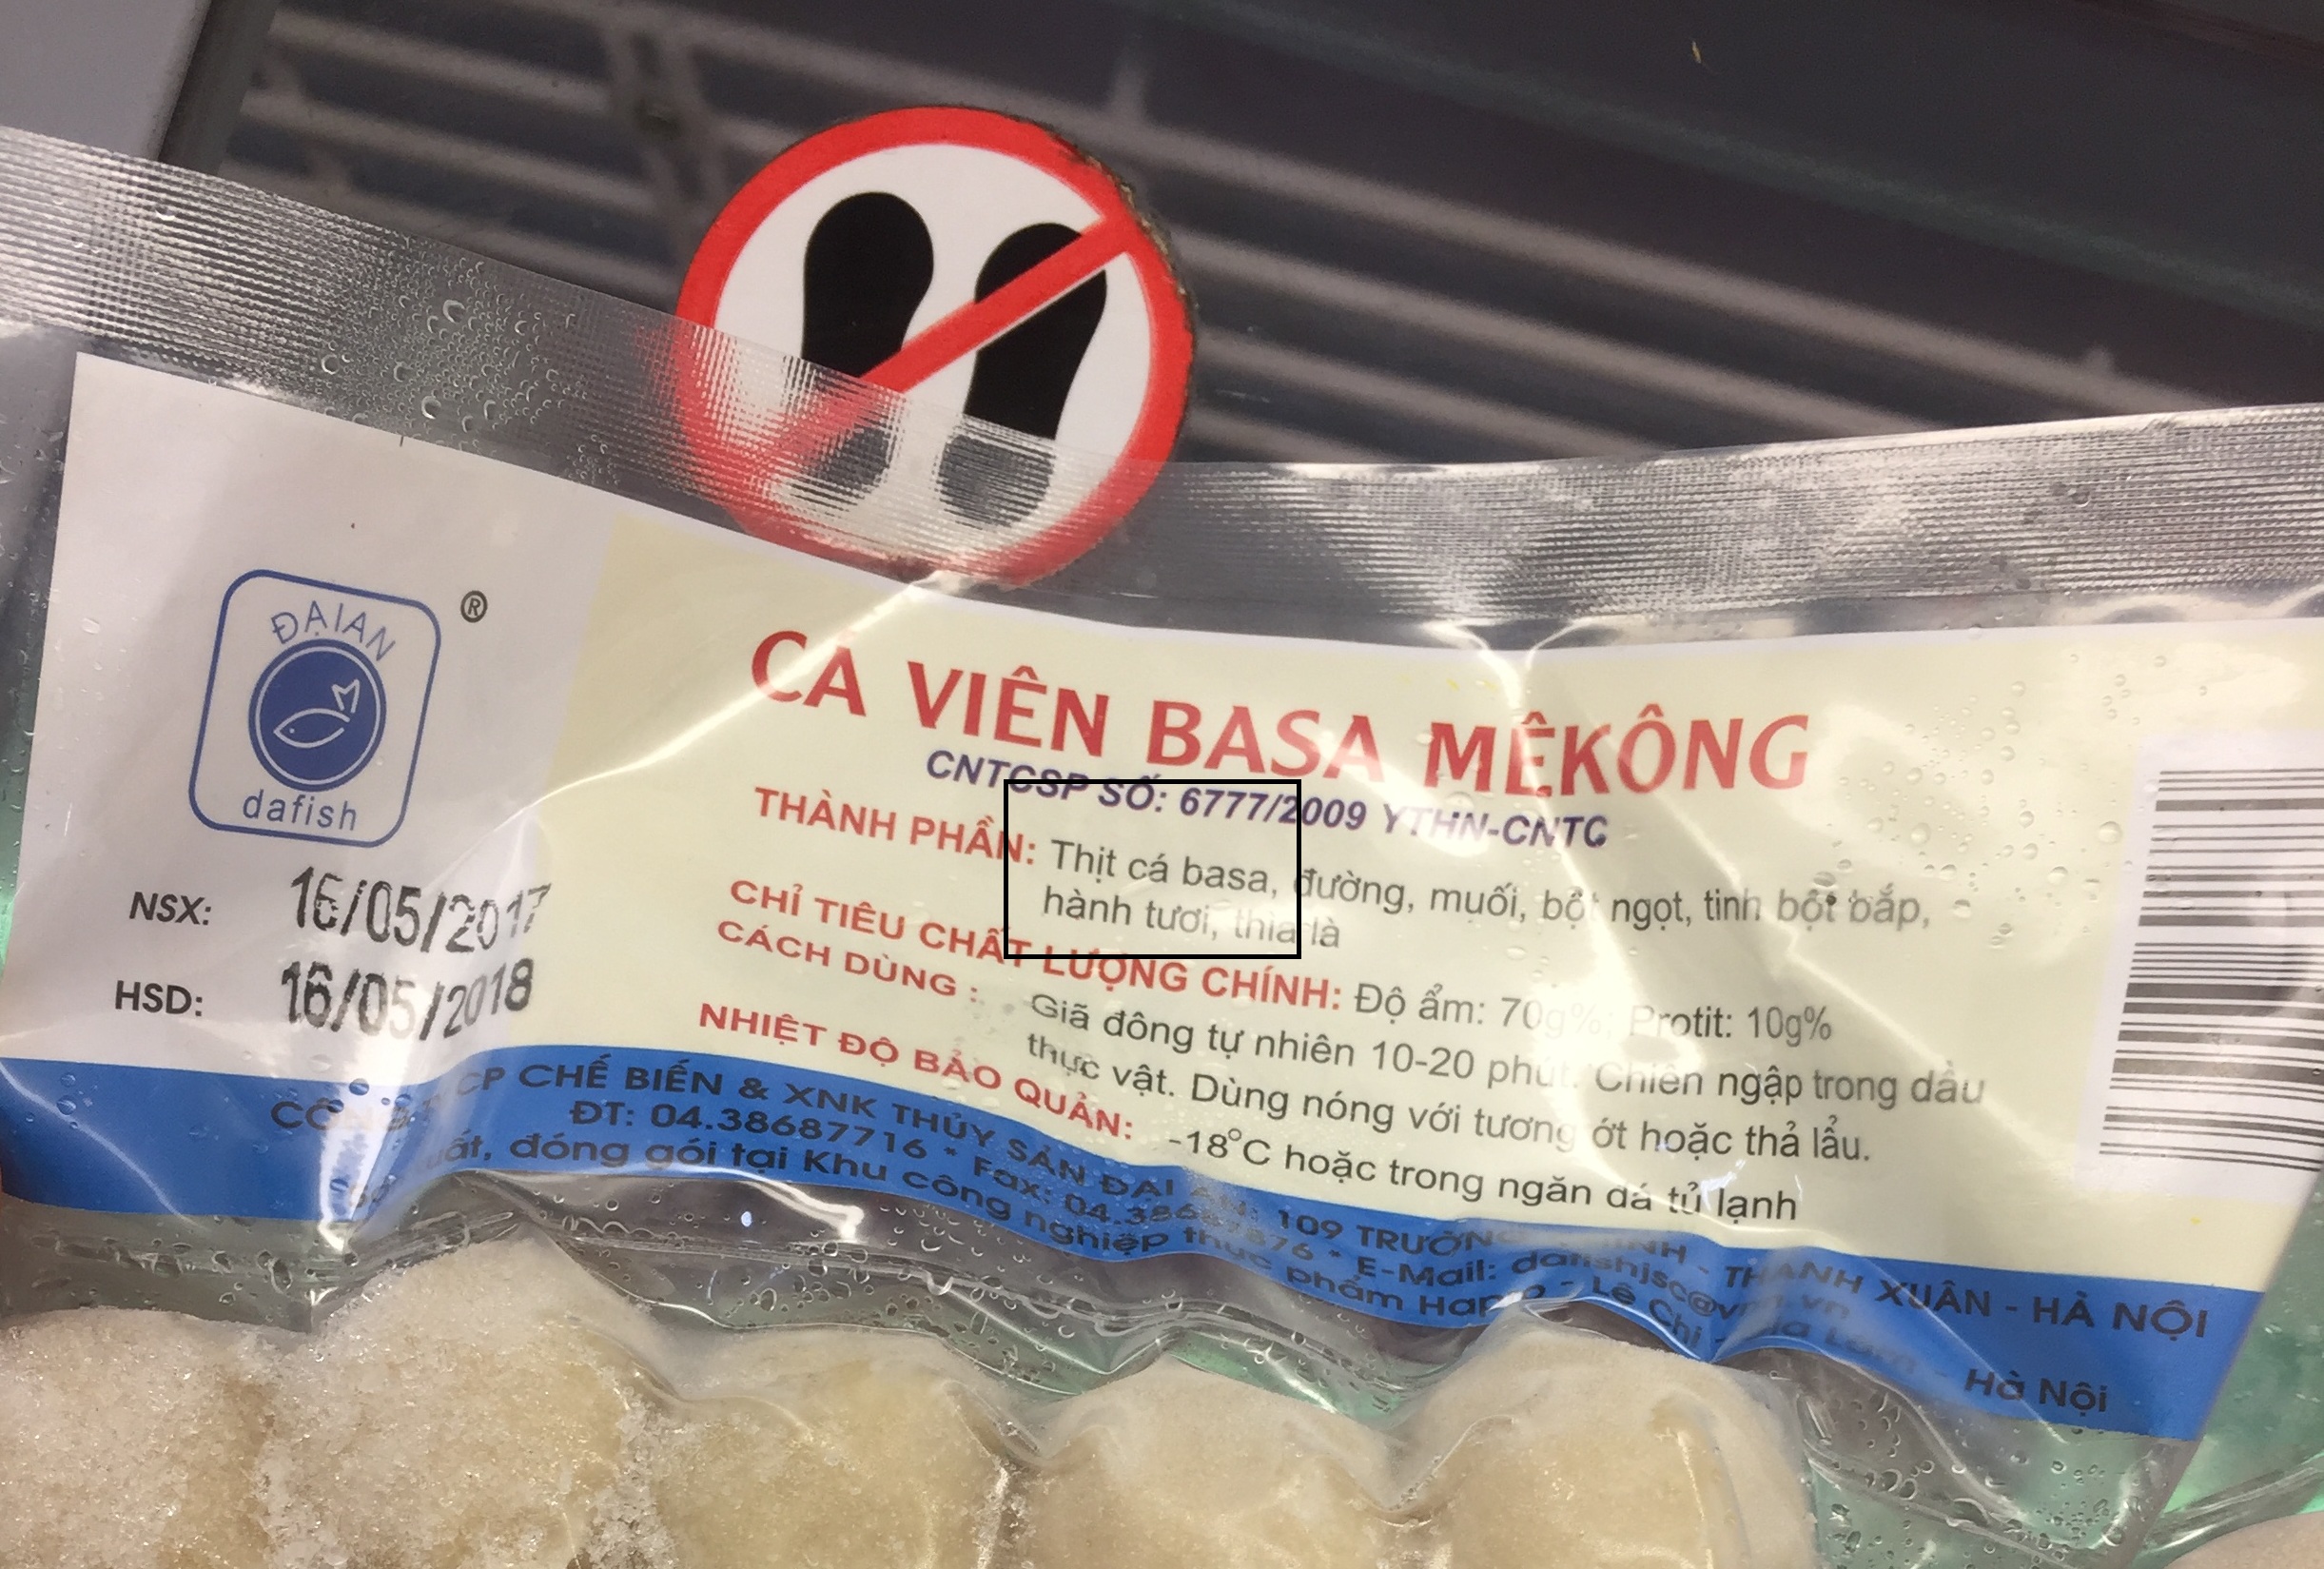 ĐẠI AN
®
dafish
NSX: 16/05/2017
HSD: 16/05/2018
CÁ VIÊN BASA MÊKÔNG
CNTCSP SỐ: 6777/2009 YTHN-CNTC
THÀNH PHẦN: Thịt cá basa, đường, muối, bột ngọt, tinh bột bắp,
hành tươi, thìa là
CHỈ TIÊU CHẤT LƯỢNG CHÍNH: Độ ẩm: 70g%; Protit: 10g%
CÁCH DÙNG : Giã đông tự nhiên 10-20 phút. Chiên ngập trong dầu
thực vật. Dùng nóng với tương ớt hoặc thả lẩu.
NHIỆT ĐỘ BẢO QUẢN: -18°C hoặc trong ngăn đá tủ lạnh
CP CHẾ BIẾN & XNK THỦY SẢN ĐẠI AN: 109 TRƯỜNG - THANH XUÂN - HÀ NỘI
ĐT: 04.38687716 * Fax: * E-Mail:
đóng gói tại Khu công nghiệp thực phẩm Hapro - Lệ Chi - Gia Lâm - Hà Nội